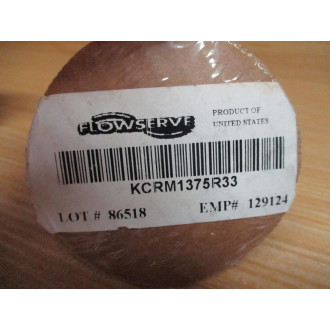 FLOWSERVE
PRODUCT OF
UNITED STATES
KCRM1375R33
LOT # 86518
EMP# 129124